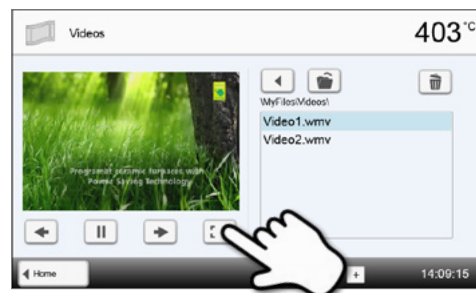 Videos
403 °C
\MyFiles\Videos\
Video1.wmv
Video2.wmv
Programat ceramic furnaces with
Power Saving Technology
Home
+
14:09:15